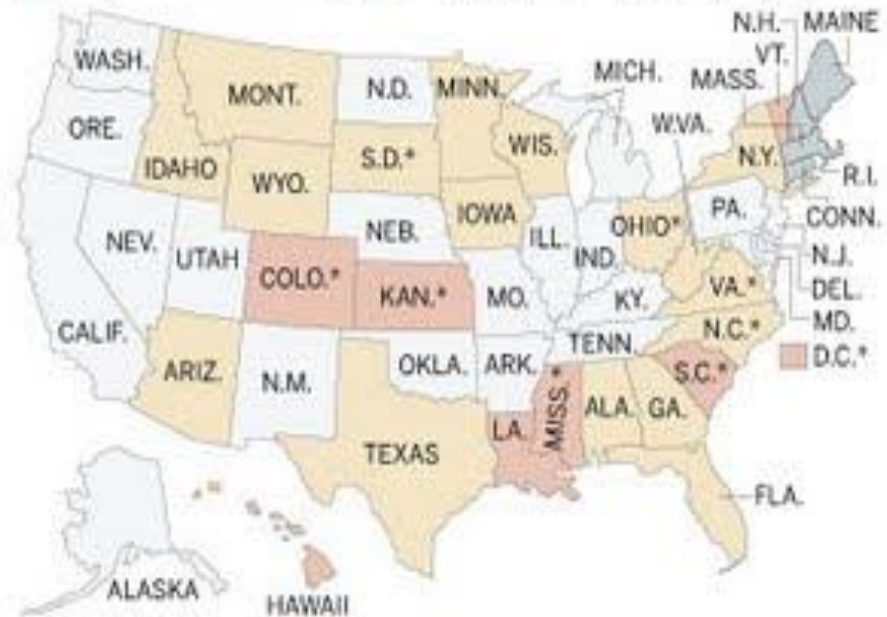 N.H. MAINE
WASH.
VT.
MICH.
MASS.
MONT.
N.D.
MINN.
ORE.
W.VA.
IDAHO
S.D.*
WIS.
N.Y.
WYO.
R.I.
IOWA
PA.
NEB.
OHIO*
CONN.
NEV.
UTAH
ILL.
IND.
N.J.
COLO.*
KAN.*
MO.
VA.*
DEL.
KY.
MD.
CALIF.
N.C.*
TENN.
D.C.*
OKLA.
ARK.
ARIZ.
N.M.
S.C.*
MISS.*
ALA.
GA.
LA.
TEXAS
FLA.
ALASKA
HAWAII